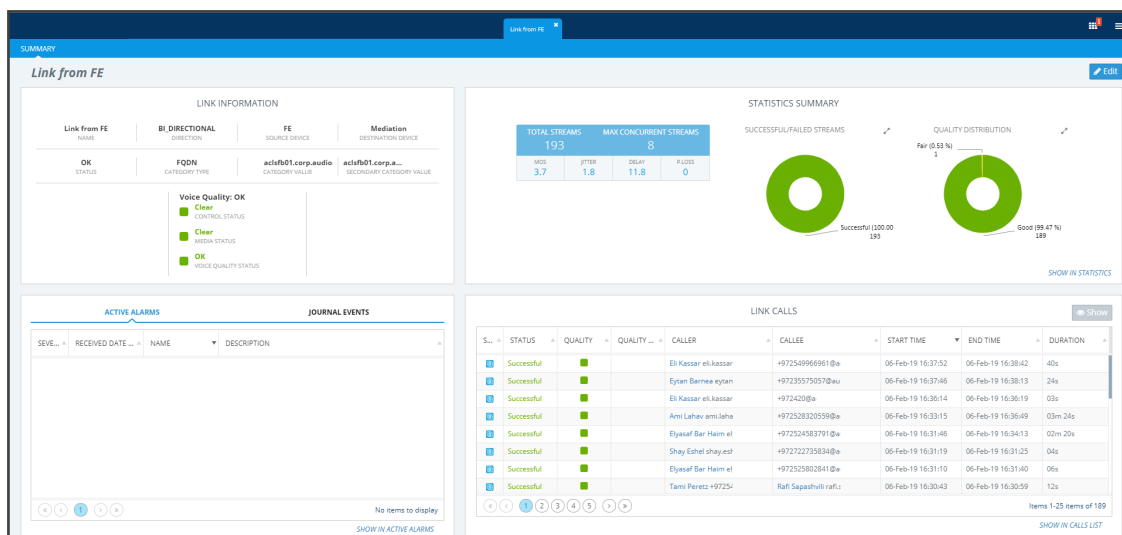 Link from FE
1
SUMMARY
Link from FE
Edit
LINK INFORMATION
Link from FE
NAME
BI_DIRECTIONAL
DIRECTION
FE
SOURCE DEVICE
Mediation
DESTINATION DEVICE
OK
STATUS
FQDN
CATEGORY TYPE
aclsfb01.corp.audio
CATEGORY VALUE
aclsfb01.corp.a...
SECONDARY CATEGORY VALUE
Voice Quality: OK
Clear
CONTROL STATUS
Clear
MEDIA STATUS
OK
VOICE QUALITY STATUS
STATISTICS SUMMARY
TOTAL STREAMS MAX CONCURRENT STREAMS
193 8
MOS JITTER DELAY P.LOSS
3.7 1.8 11.8 0
SUCCESSFUL/FAILED STREAMS
Successful (100.00
193
QUALITY DISTRIBUTION
Fair (0.53 %)
1
Good (99.47 %)
189
SHOW IN STATISTICS
ACTIVE ALARMS JOURNAL EVENTS
SEVE... RECEIVED DATE ... NAME DESCRIPTION
1
No items to display
SHOW IN ACTIVE ALARMS
LINK CALLS
Show
S... STATUS QUALITY QUALITY ... CALLER CALLEE START TIME END TIME DURATION
Successful Eli Kassar eli.kassar +972549966961@a 06-Feb-19 16:37:52 06-Feb-19 16:38:42 40s
Successful Eytan Barnea eytan +97235575057@au 06-Feb-19 16:37:46 06-Feb-19 16:38:13 24s
Successful Eli Kassar eli.kassar +972420@a 06-Feb-19 16:36:14 06-Feb-19 16:36:19 03s
Successful Ami Lahav ami.laha +972528320559@a 06-Feb-19 16:33:15 06-Feb-19 16:36:49 03m 24s
Successful Elyasaf Bar Haim el +972524583791@a 06-Feb-19 16:31:46 06-Feb-19 16:34:13 02m 20s
Successful Shay Eshel shay.esh +972722735834@a 06-Feb-19 16:31:19 06-Feb-19 16:31:25 04s
Successful Elyasaf Bar Haim el +972525802841@a 06-Feb-19 16:31:10 06-Feb-19 16:31:40 06s
Successful Tami Peretz +97254 Rafi Sapashvili rafi.s 06-Feb-19 16:30:43 06-Feb-19 16:30:59 12s
1 2 3 4 5
Items 1-25 items of 189
SHOW IN CALLS LIST